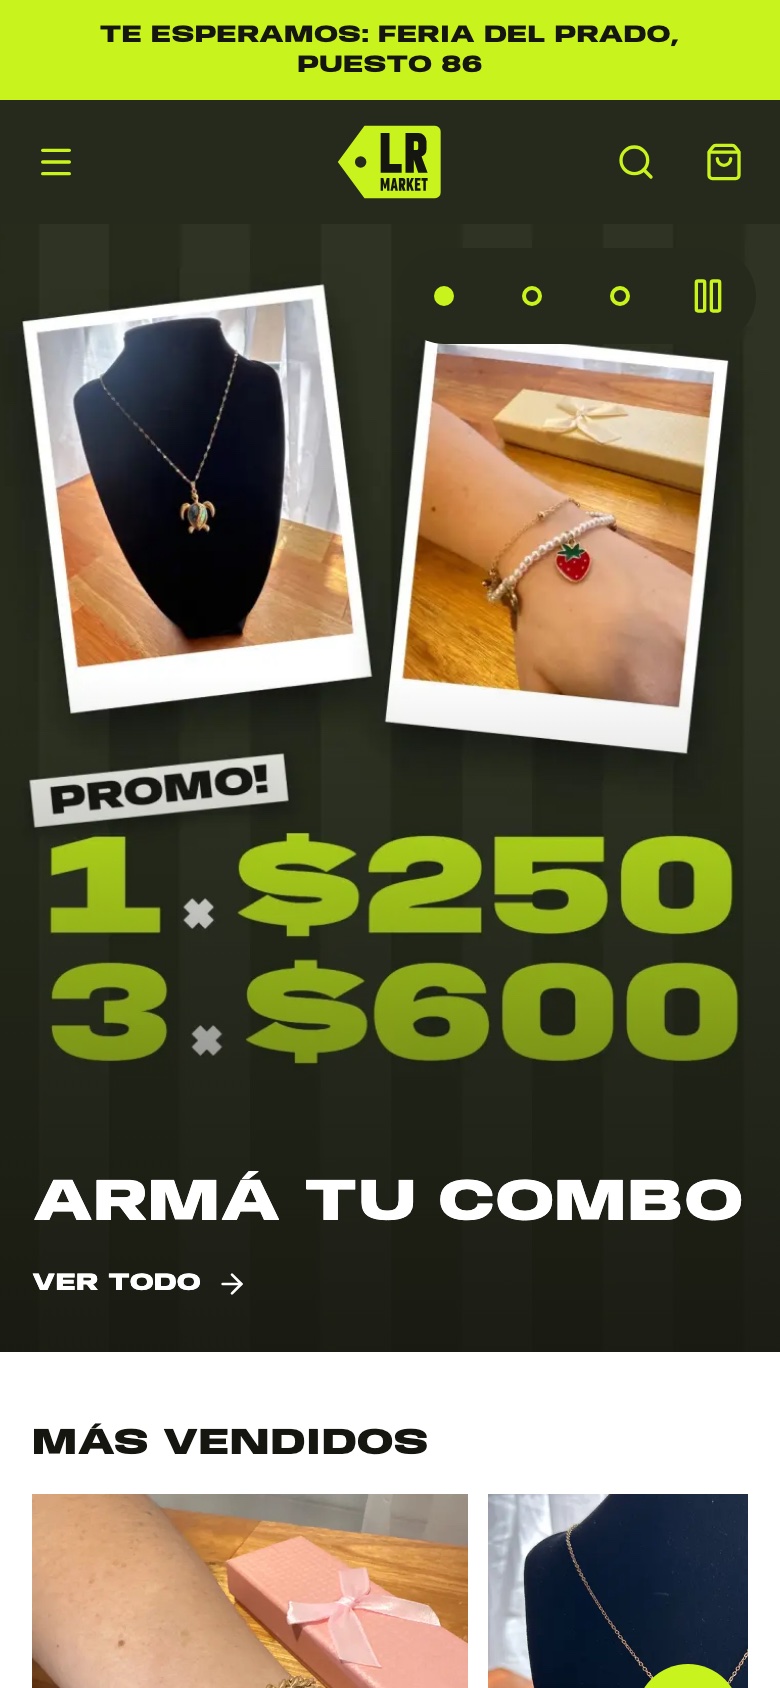 TE ESPERAMOS: FERIA DEL PRADO,
PUESTO 86
LR
MARKET
PROMO!
1 x $250
3 x $600
ARMÁ TU COMBO
VER TODO →
MÁS VENDIDOS